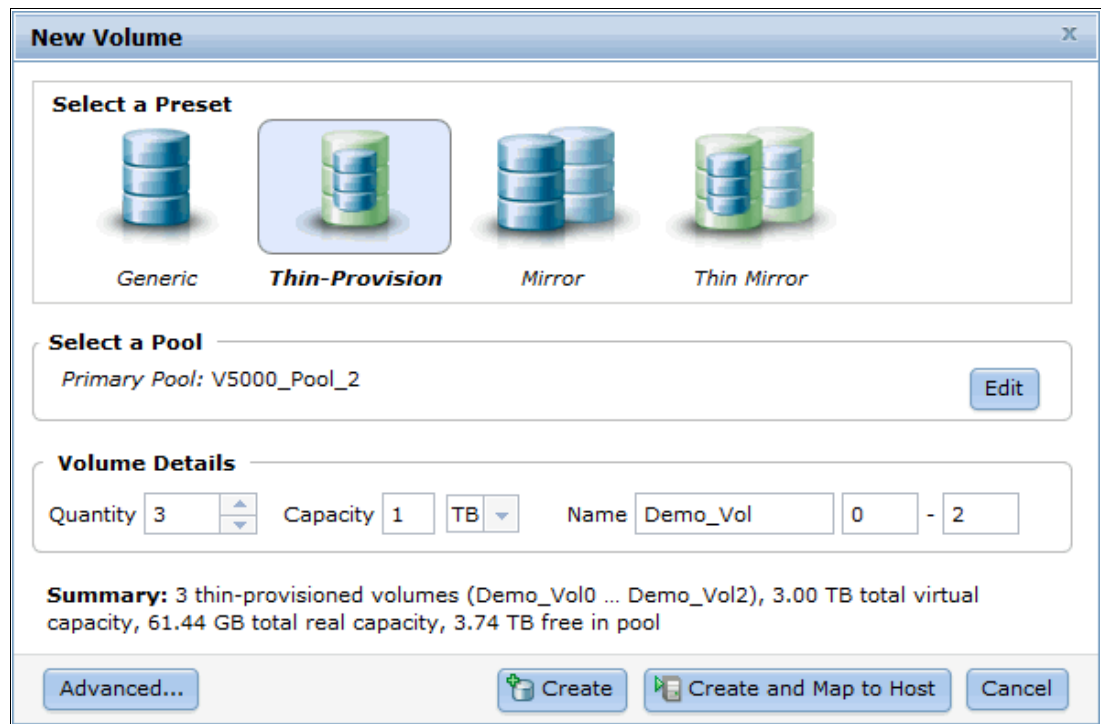 New Volume x
Select a Preset
Generic Thin-Provision Mirror Thin Mirror
Select a Pool
Primary Pool: V5000_Pool_2
Edit
Volume Details
Quantity 3 Capacity 1 TB Name Demo_Vol 0 - 2
Summary: 3 thin-provisioned volumes (Demo_Vol0 ... Demo_Vol2), 3.00 TB total virtual
capacity, 61.44 GB total real capacity, 3.74 TB free in pool
Advanced... Create Create and Map to Host Cancel